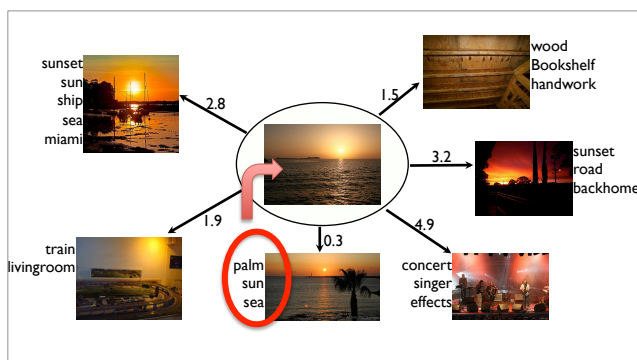 sunset
sun
ship
sea
miami
2.8
wood
Bookshelf
handwork
1.5
sunset
road
backhome
3.2
train
livingroom
1.9
palm
sun
sea
0.3
concert
singer
effects
4.9